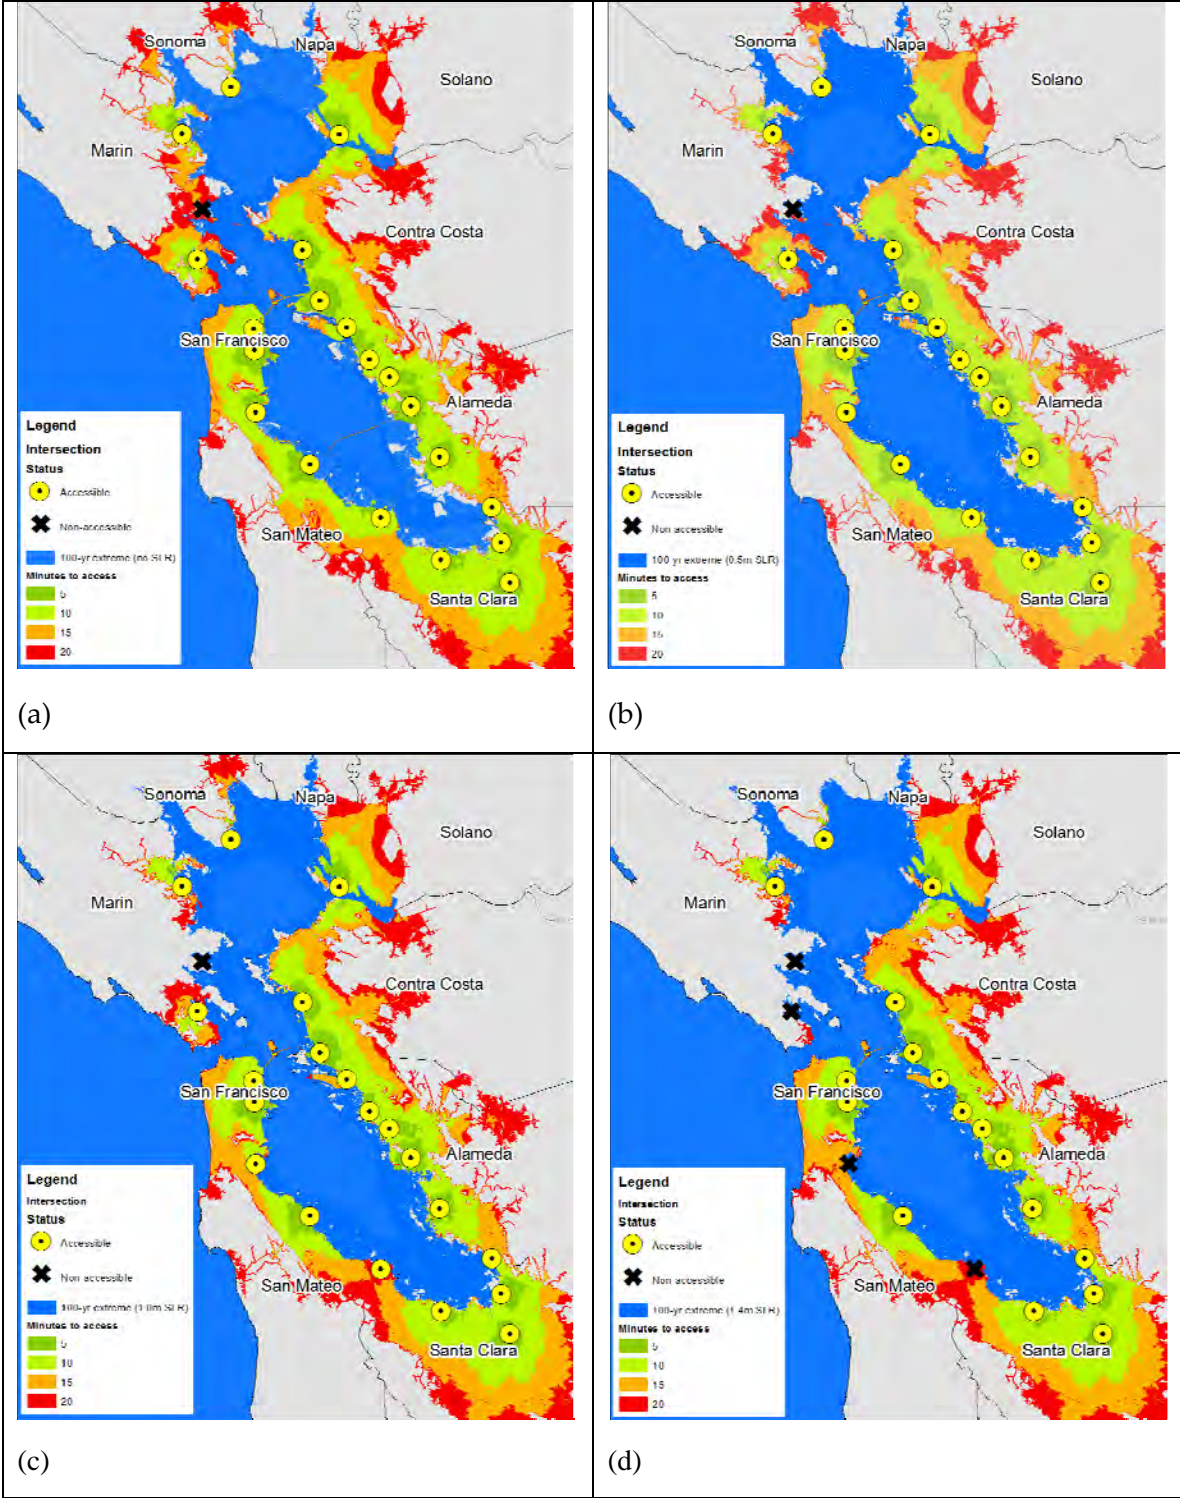 Sonoma
Napa
Solano
Marin
Contra Costa
San Francisco
Alameda
San Mateo
Santa Clara
Legend
Intersection
Status
Accessible
Non-accessible
100-yr extreme (no SLR)
Minutes to access
5
10
15
20
(a)
Sonoma
Napa
Solano
Marin
Contra Costa
San Francisco
Alameda
San Mateo
Santa Clara
Legend
Intersection
Status
Accessible
Non accessible
100 yr extreme (0.5m SLR)
Minutes to access
5
10
15
20
(b)
Sonoma
Napa
Solano
Marin
Contra Costa
San Francisco
Alameda
San Mateo
Santa Clara
Legend
Intersection
Status
Accessible
Non accessible
100-yr extreme (1.0m SLR)
Minutes to access
5
10
15
20
(c)
Sonoma
Napa
Solano
Marin
Contra Costa
San Francisco
Alameda
San Mateo
Santa Clara
Legend
Intersection
Status
Accessible
Non accessible
100-yr extreme (1.4m SLR)
Minutes to access
5
10
15
20
(d)